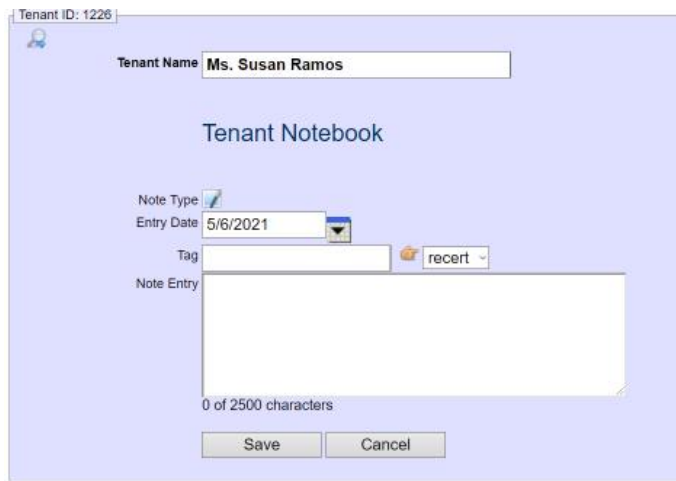 Tenant ID: 1226
Tenant Name Ms. Susan Ramos
Tenant Notebook
Note Type
Entry Date 5/6/2021
Tag recert
Note Entry
0 of 2500 characters
Save Cancel